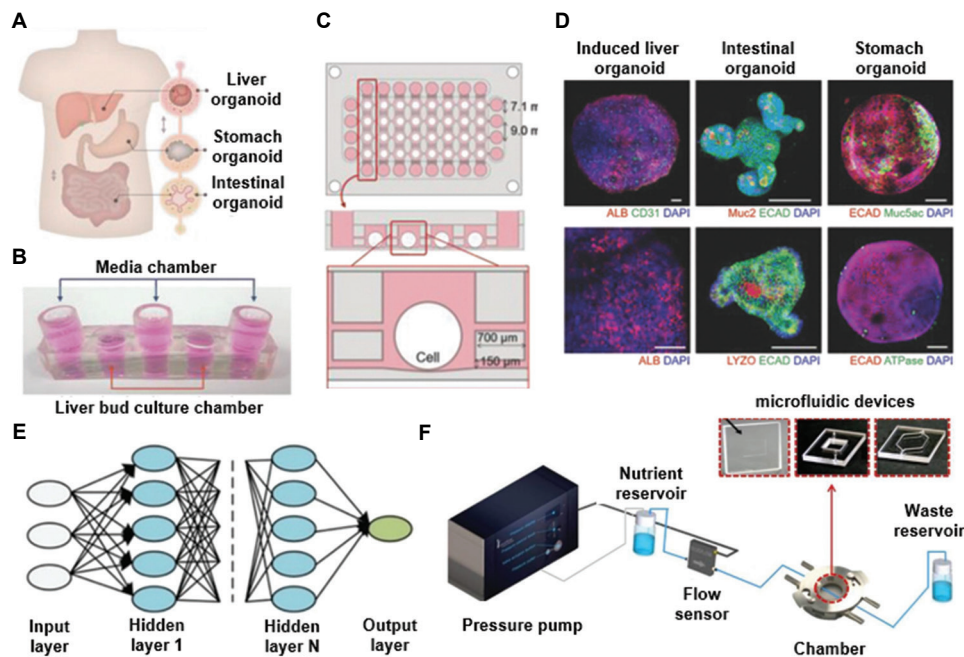 A
Liver
organoid
Stomach
organoid
Intestinal
organoid
B
Media chamber
Liver bud culture chamber
C
7.1 m
9.0 m
700 µm
Cell
150 µm
D
Induced liver
organoid
Intestinal
organoid
Stomach
organoid
ALB CD31 DAPI
Muc2 ECAD DAPI
ECAD Muc5ac DAPI
ALB DAPI
LYZO ECAD DAPI
ECAD ATPase DAPI
E
Input
layer
Hidden
layer 1
Hidden
layer N
Output
layer
F
microfluidic devices
Nutrient
reservoir
Waste
reservoir
Flow
sensor
Pressure pump
Chamber